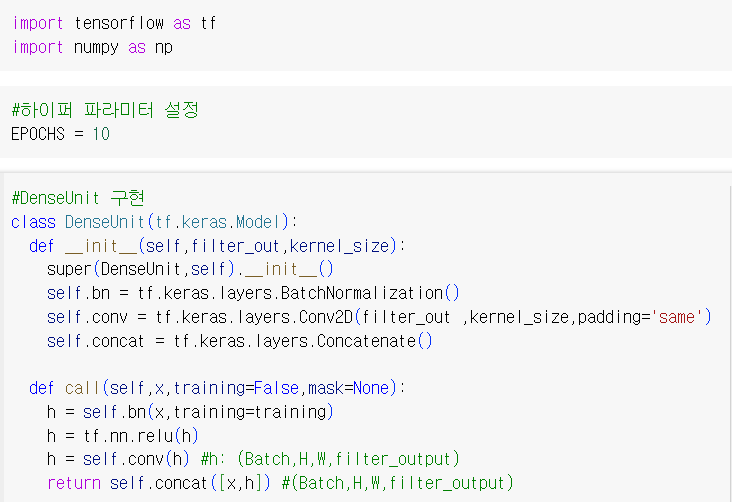 import tensorflow as tf
import numpy as np
#하이퍼 파라미터 설정
EPOCHS = 10
#DenseUnit 구현
class DenseUnit(tf.keras.Model):
  def __init__(self,filter_out,kernel_size):
    super(DenseUnit,self).__init__()
    self.bn = tf.keras.layers.BatchNormalization()
    self.conv = tf.keras.layers.Conv2D(filter_out ,kernel_size,padding='same')
    self.concat = tf.keras.layers.Concatenate()
  def call(self,x,training=False,mask=None):
    h = self.bn(x,training=training)
    h = tf.nn.relu(h)
    h = self.conv(h) #h: (Batch,H,W,filter_output)
    return self.concat([x,h]) #(Batch,H,W,filter_output)